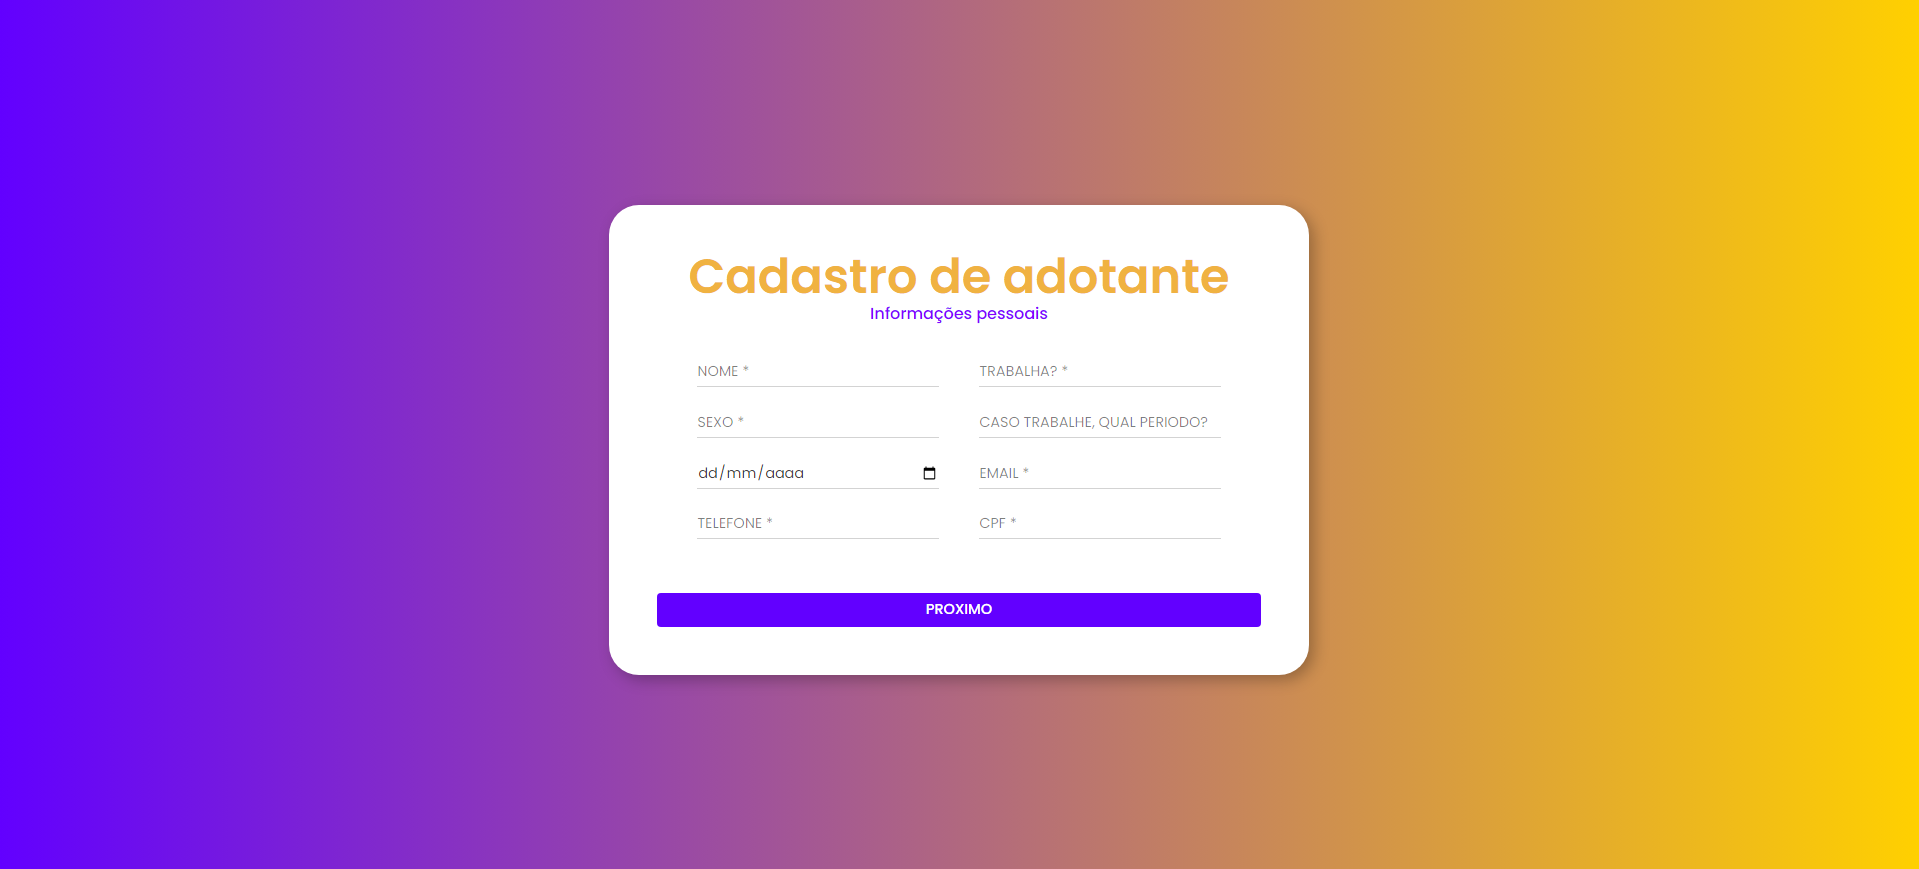 Cadastro de adotante
Informações pessoais
NOME *
TRABALHA? *
SEXO *
CASO TRABALHE, QUAL PERIODO?
dd/mm/aaaa
EMAIL *
TELEFONE *
CPF *
PROXIMO